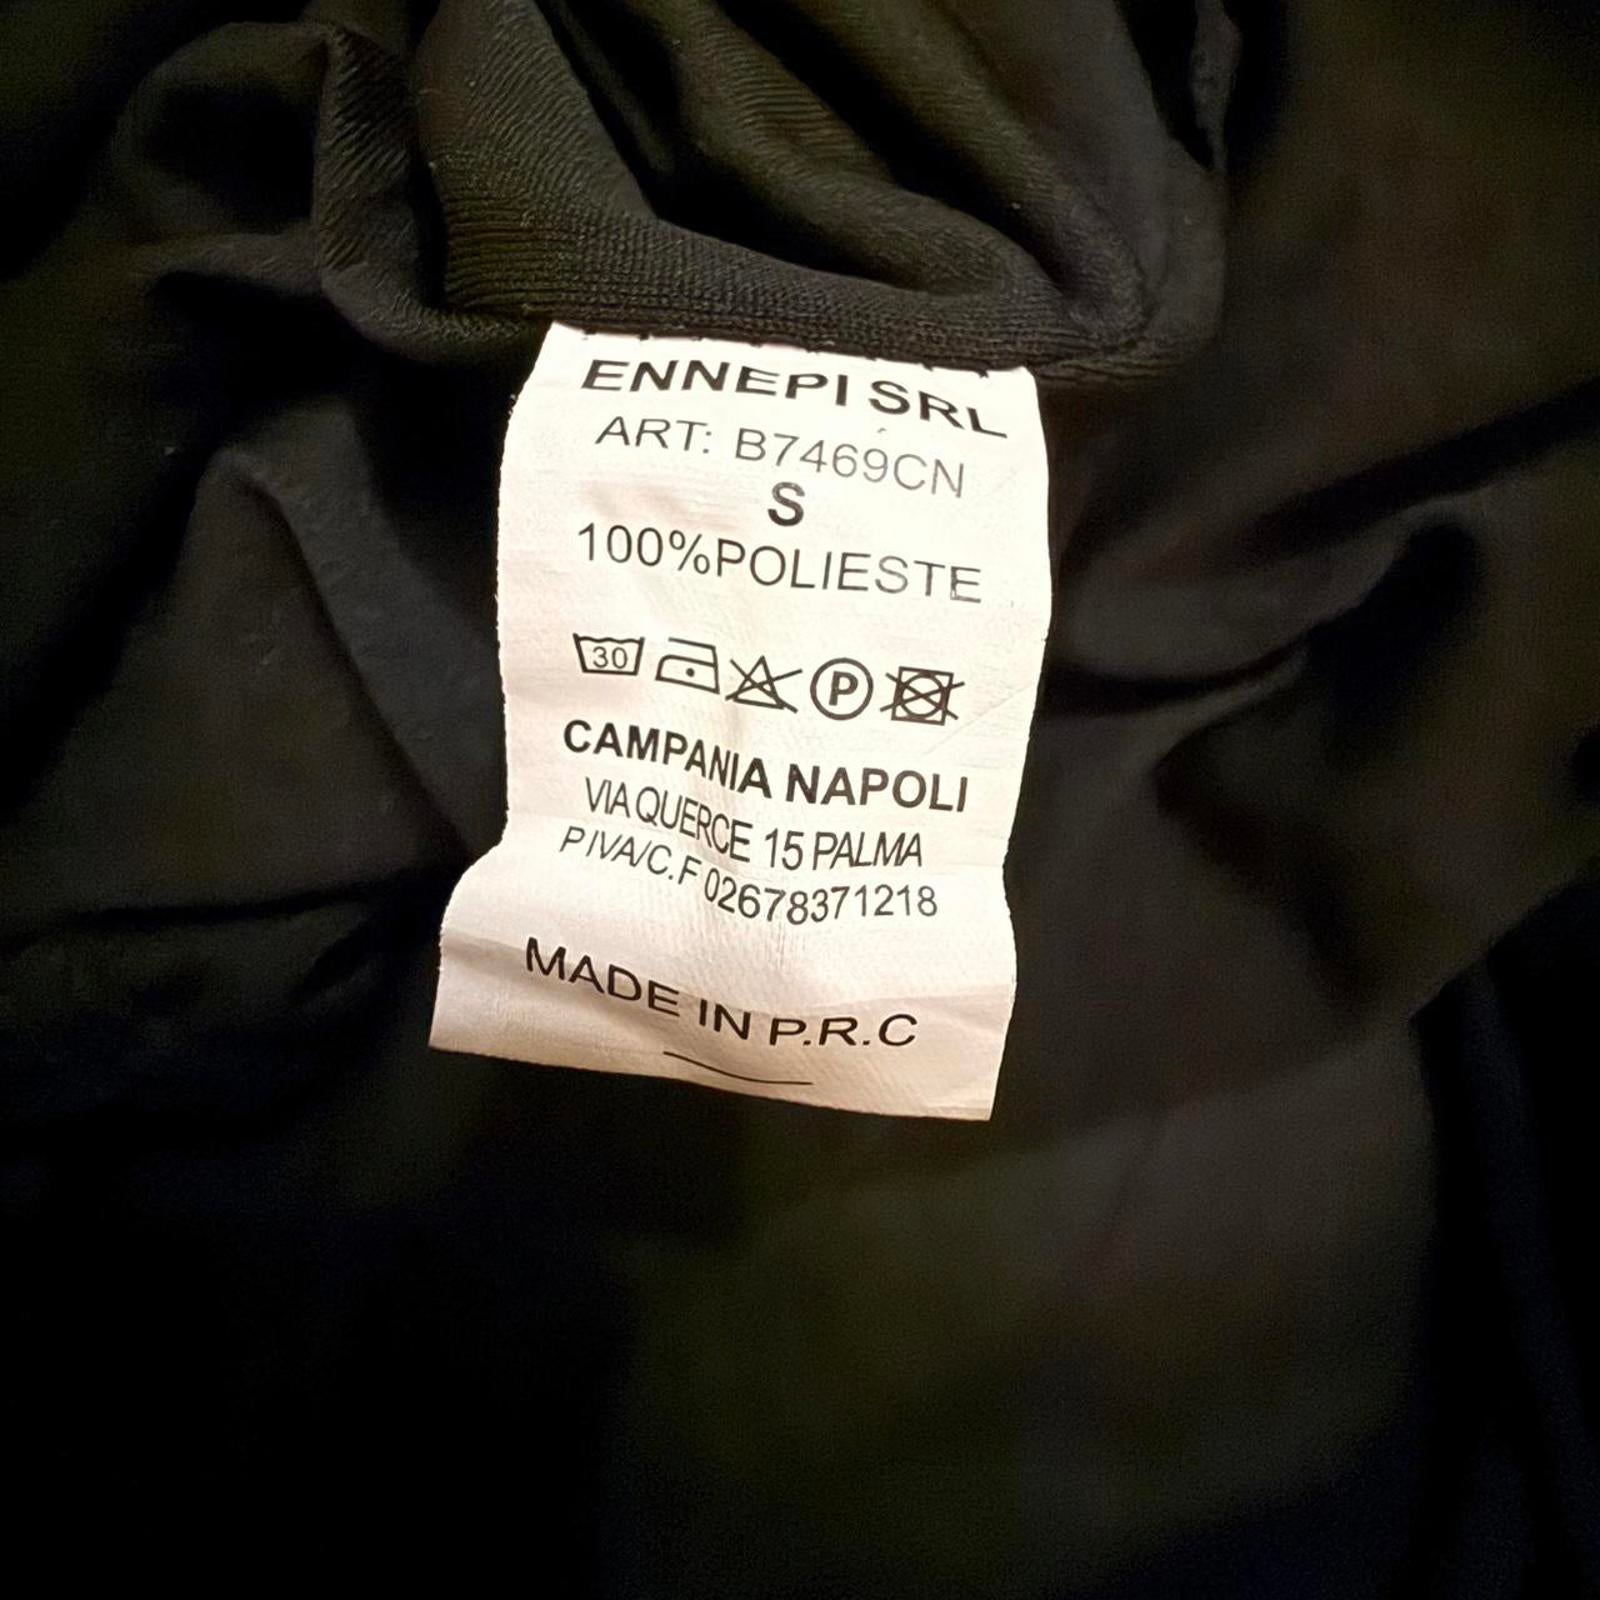 ENNEPI SRL
ART: B7469CN
S
100%POLIESTE
30 P
CAMPANIA NAPOLI
VIA QUERCE 15 PALMA
P IVA/C.F 02678371218
MADE IN P.R.C